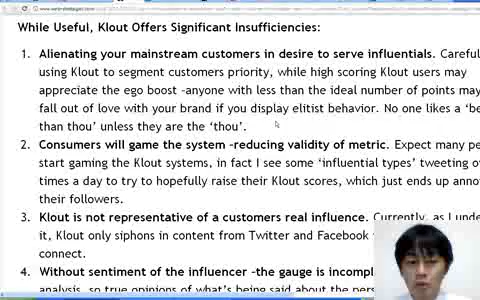 While Useful, Klout Offers Significant Insufficiencies:
1. Alienating your mainstream customers in desire to serve influentials. Careful
using Klout to segment customers priority, while high scoring Klout users may
appreciate the ego boost –anyone with less than the ideal number of points may
fall out of love with your brand if you display elitist behavior. No one likes a
than thou' unless they are the 'thou'.
2. Consumers will game the system –reducing validity of metric. Expect many
start gaming the Klout systems, in fact I see some 'influential types' tweeting
times a day to try to hopefully raise their Klout scores, which just ends up
their followers.
3. Klout is not representative of a customers real influence. Currently, as I
it, Klout only siphons in content from Twitter and Facebook
connect.
4. Without sentiment of the influencer –the gauge is
analysis, so true opinions of what's being said about the